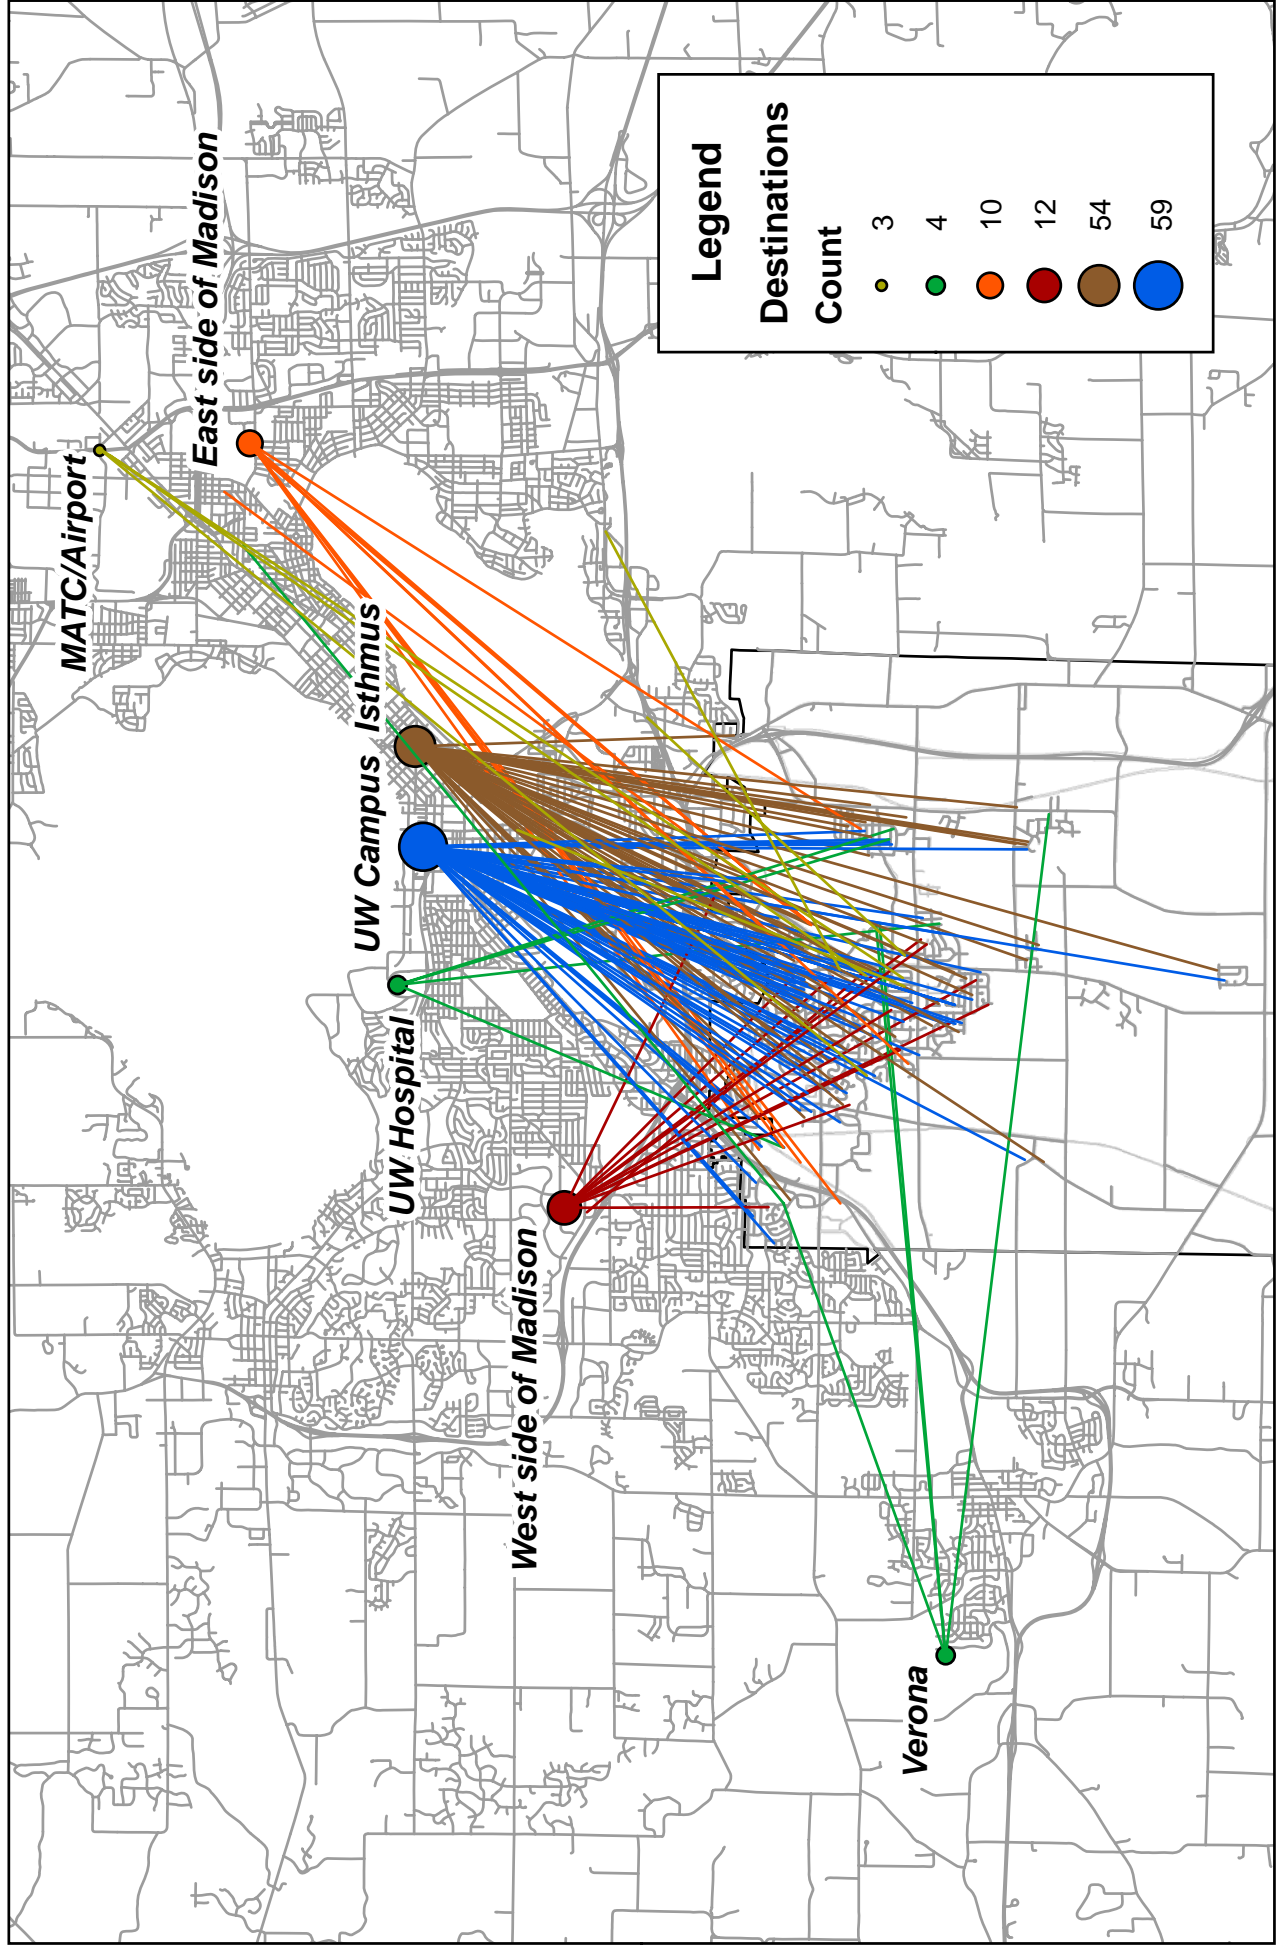 MATC/Airport
East side of Madison
Isthmus
UW Campus
UW Hospital
West side of Madison
Verona
Legend
Destinations
Count
3
4
10
12
54
59